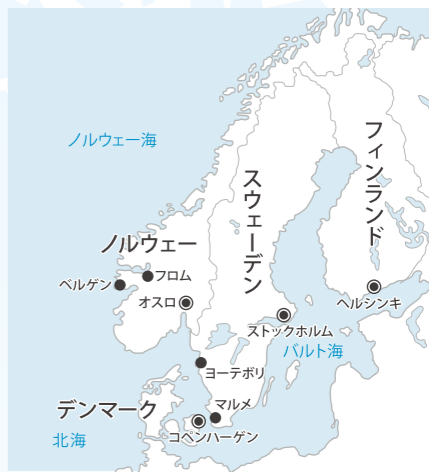 ノルウェー海
フィンランド
スウェーデン
ノルウェー
フロム
ベルゲン
オスロ
ヘルシンキ
ストックホルム
バルト海
ヨーテボリ
マルメ
デンマーク
コペンハーゲン
北海